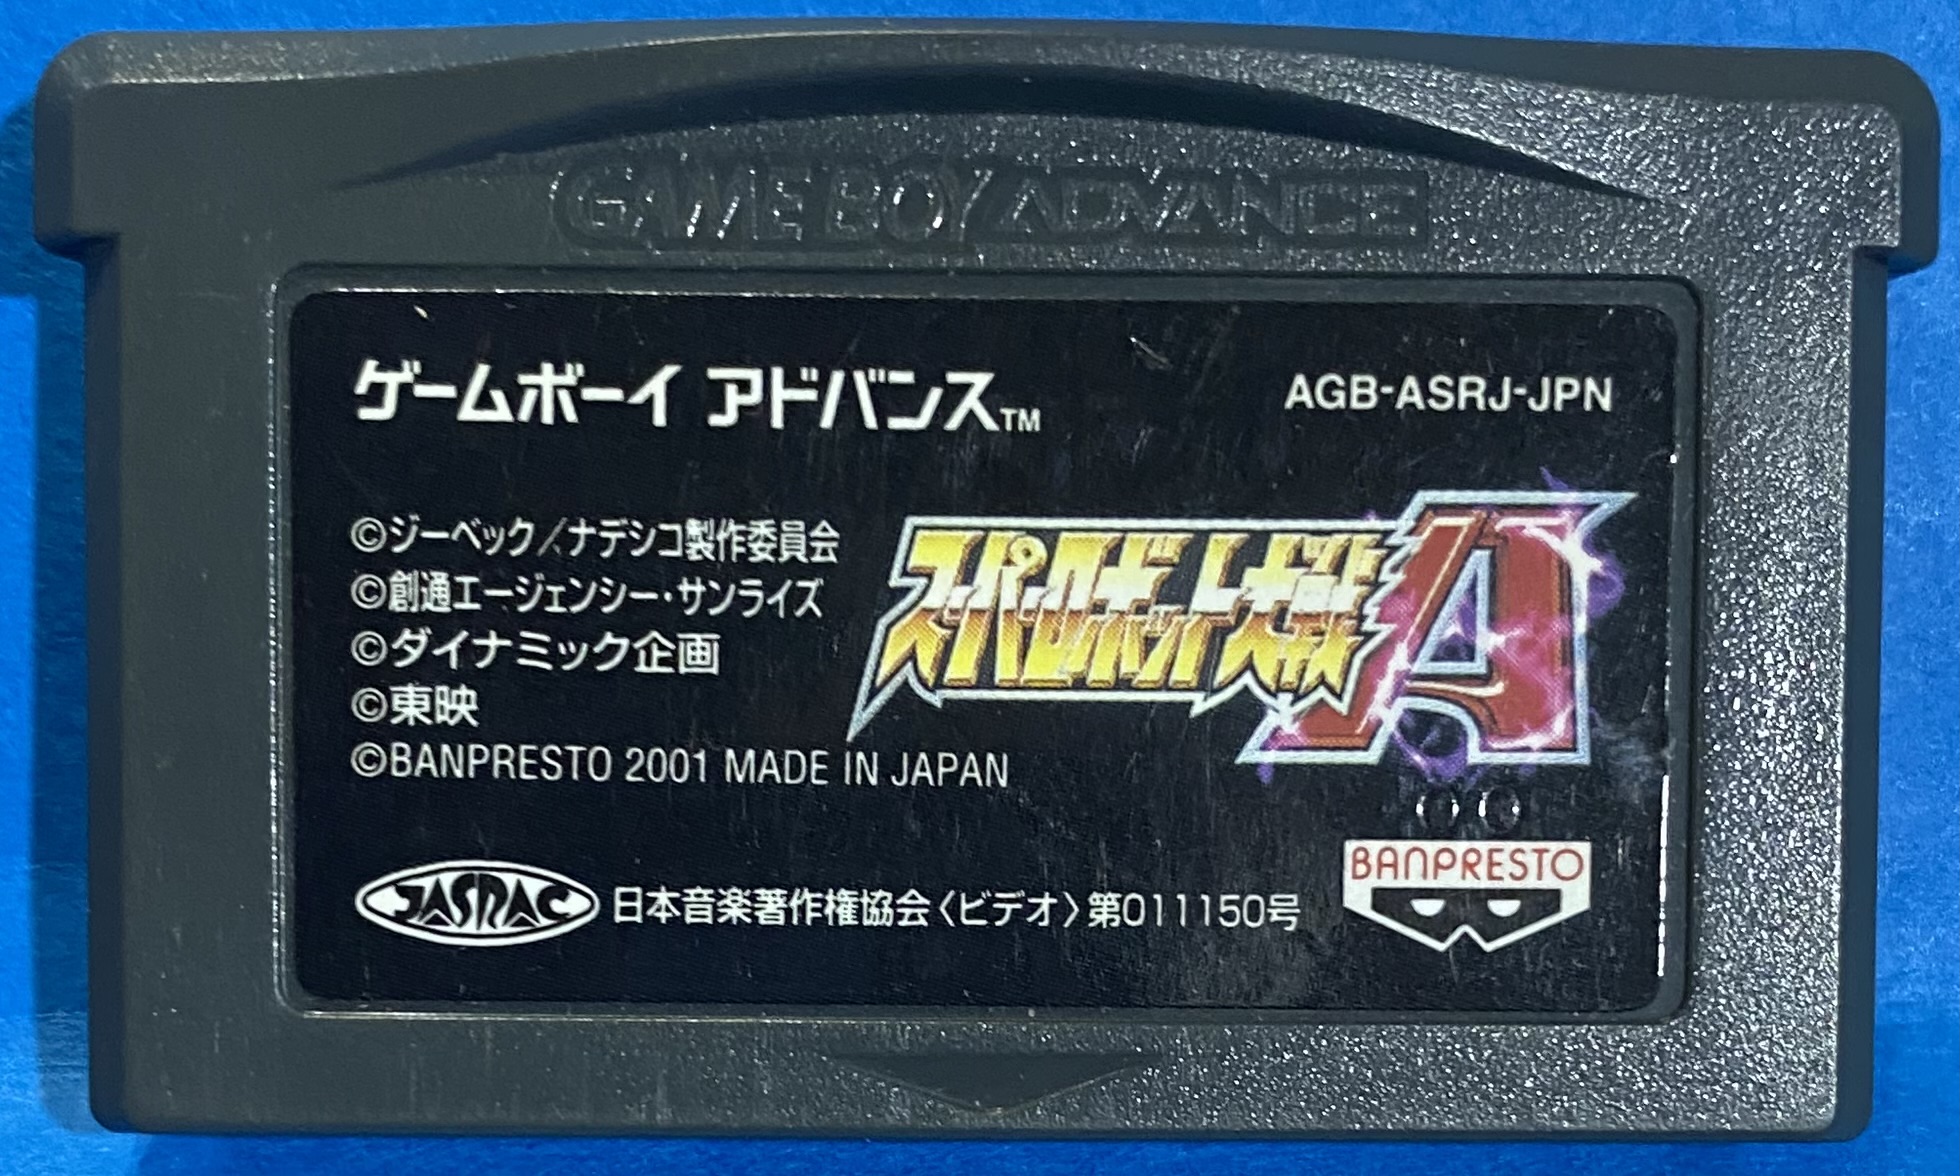 GAME BOY ADVANCE
ゲームボーイ アドバンス™
AGB-ASRJ-JPN
©ジーベック/ナデシコ製作委員会
©創通エージェンシー・サンライズ
©ダイナミック企画
©東映
©BANPRESTO 2001 MADE IN JAPAN
スーパーロボット大戦A
JASRAC 日本音楽著作権協会〈ビデオ〉第011150号
BANPRESTO